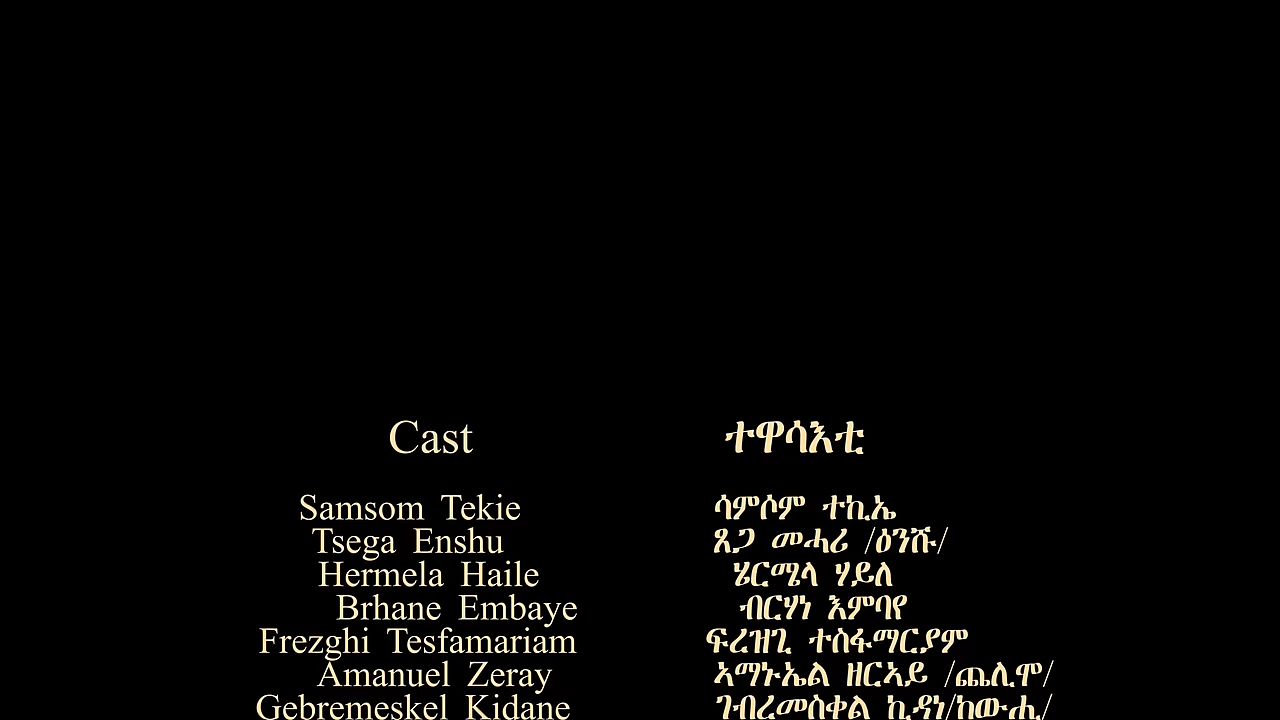 Cast ተዋሳእቲ
Samsom Tekie ሳምሶም ተኪኤ
Tsega Enshu ጸጋ መሓሪ /ዕንሹ/
Hermela Haile ሄርሜላ ሃይለ
Brhane Embaye ብርሃነ እምባየ
Frezghi Tesfamariam ፍረዝጊ ተስፋማርያም
Amanuel Zeray ኣማኑኤል ዘርኣይ /ጨሊሞ/
Gebremeskel Kidane ገብረመስቀል ኪዳነ/ከውሒ/